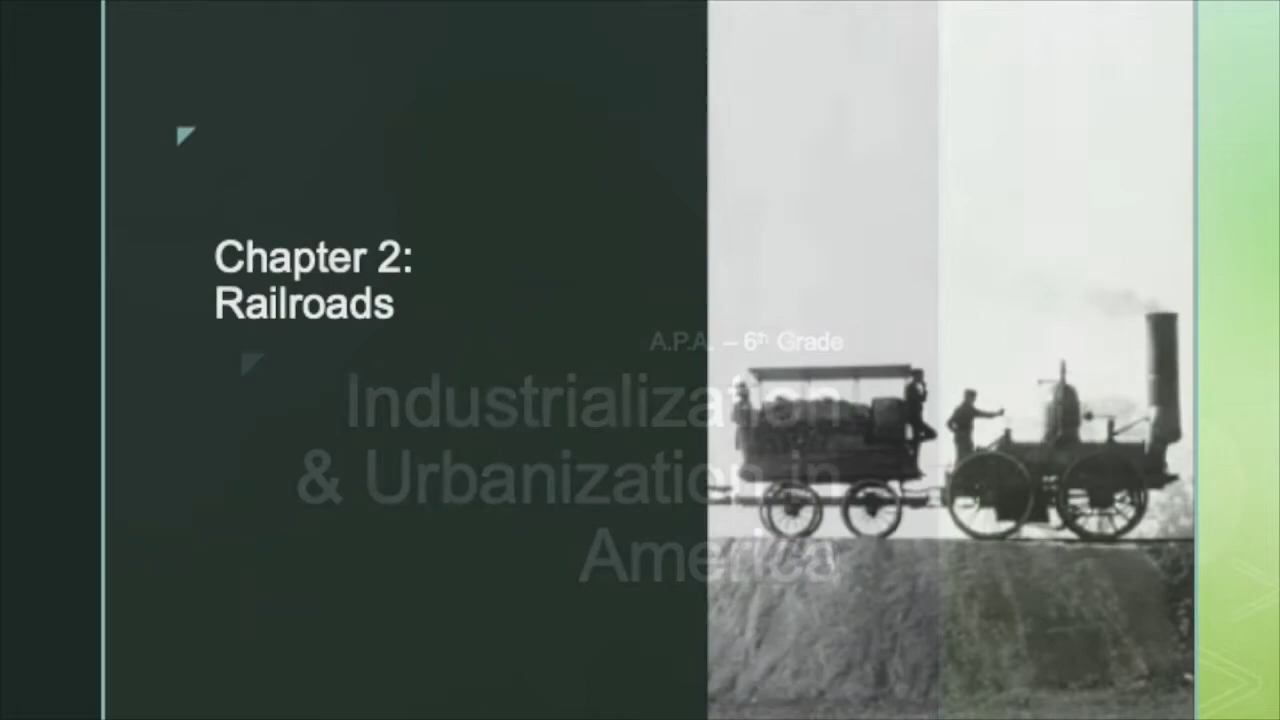 Chapter 2:
Railroads
A.P.A. – 6th Grade
Industrialization
& Urbanization in
America